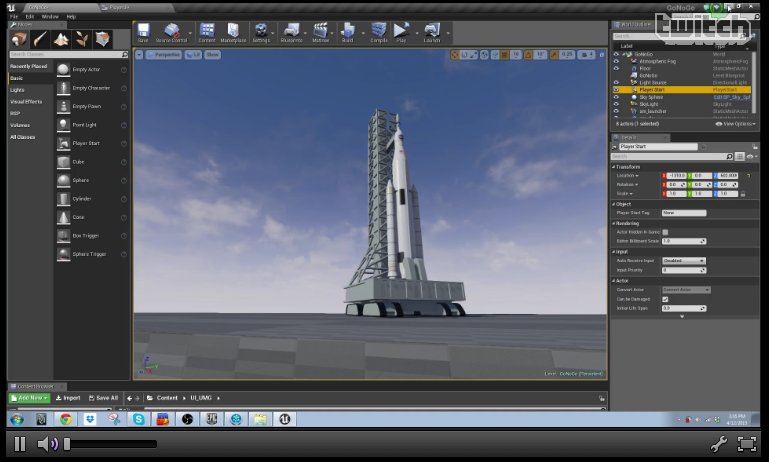 GoNoGo
PlayerUI
GoNoGo
File Edit Window Help
Modes
World Outliner
twitch
Save
Source Control
Content
Marketplace
Settings
Blueprints
Matinee
Build
Compile
Play
Launch
Search Classes
Search
Label
Type
Recently Placed
Basic
Lights
Visual Effects
BSP
Volumes
All Classes
Empty Actor
Empty Character
Empty Pawn
Point Light
Player Start
Cube
Sphere
Cylinder
Cone
Box Trigger
Sphere Trigger
Perspective
Lit
Show
10
10°
0.25
4
GoNoGo World
Atmospheric Fog AtmosphericFog
Floor StaticMeshActor
GoNoGo Level Blueprint
Light Source DirectionalLight
Player Start PlayerStart
Sky Sphere Edit BP_Sky_Sph
SkyLight SkyLight
sm_launcher StaticMeshActor
8 actors (1 selected) View Options
Details
Player Start
Search
Transform
Location X Y 0.0 Z
Rotation X 0.0 Y 0.0 Z 0.0
Scale X 1.0 Y 1.0 Z 1.0
Object
Player Start Tag None
Rendering
Actor Hidden In Game
Editor Billboard Scale 1.0
Input
Auto Receive Input Disabled
Input Priority 0
Actor
Convert Actor Convert Actor
Can be Damaged
Initial Life Span 0.0
Level: GoNoGo (Persistent)
Content Browser
Add New Import Save All Content UI_UMG
3:05 PM
4/12/2015